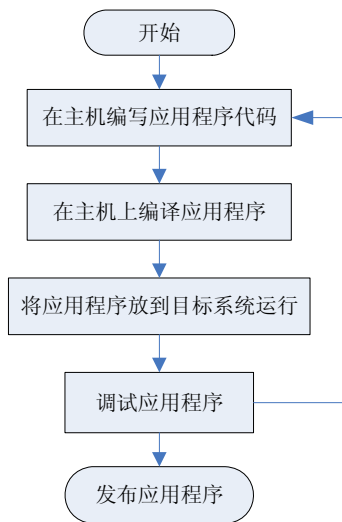 开始
在主机编写应用程序代码
在主机上编译应用程序
将应用程序放到目标系统运行
调试应用程序
发布应用程序